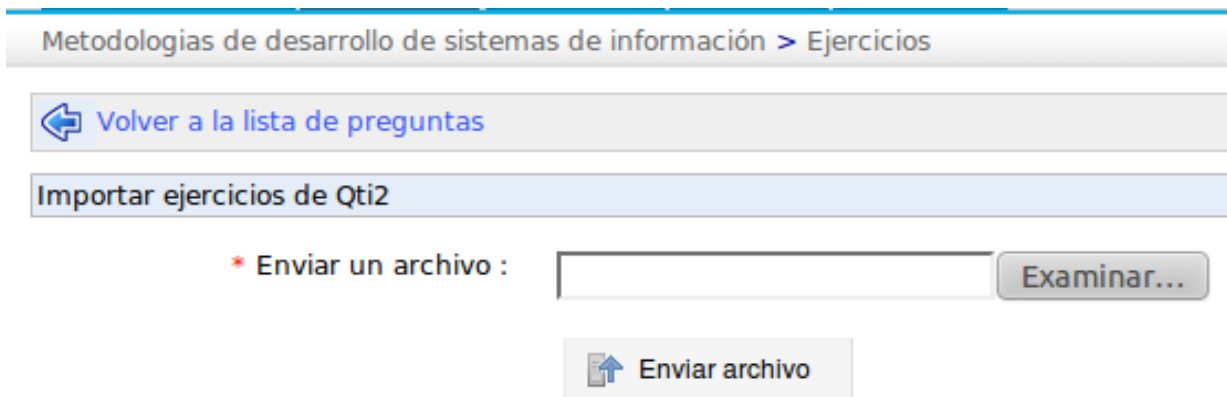 Metodologias de desarrollo de sistemas de información > Ejercicios
Volver a la lista de preguntas
Importar ejercicios de Qti2
* Enviar un archivo : Examinar...
Enviar archivo